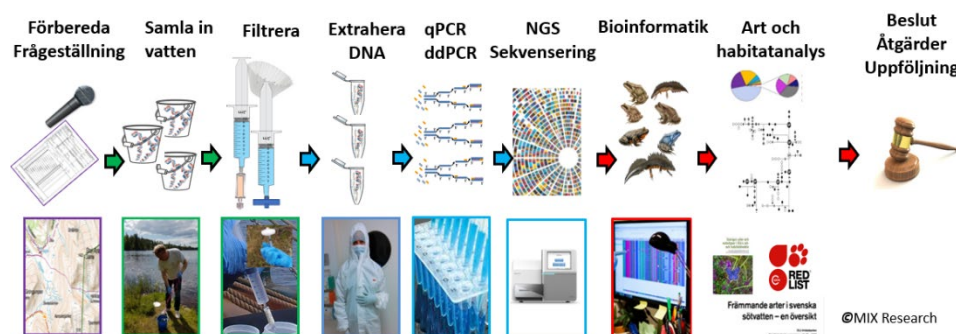 Förbereda
Frågeställning
Samla in
vatten
Filtrera
Extrahera
DNA
qPCR
ddPCR
NGS
Sekvensering
Bioinformatik
Art och
habitatanalys
Beslut
Åtgärder
Uppföljning
RED
LIST
Främmande arter i svenska
sötvatten – en översikt
©MIX Research